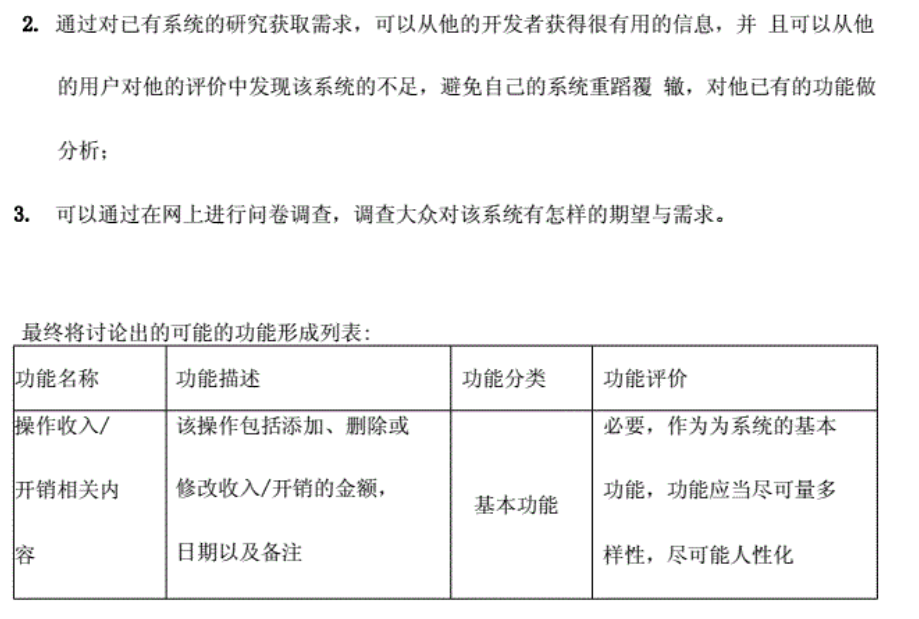 2. 通过对已有系统的研究获取需求，可以从他的开发者获得很有用的信息，并 且可以从他
的用户对他的评价中发现该系统的不足，避免自己的系统重蹈覆 辙，对他已有的功能做
分析；
3. 可以通过在网上进行问卷调查，调查大众对该系统有怎样的期望与需求。
最终将讨论出的可能的功能形成列表:
功能名称 功能描述 功能分类 功能评价
操作收入/ 该操作包括添加、删除或 必要，作为为系统的基本
开销相关内 修改收入/开销的金额， 基本功能 功能，功能应当尽可量多
容 日期以及备注 样性，尽可能人性化